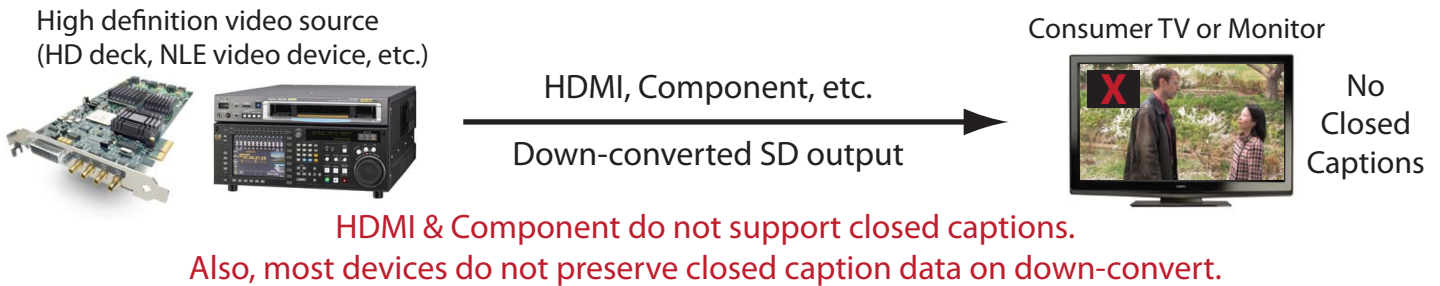 High definition video source
(HD deck, NLE video device, etc.)
HDMI, Component, etc.
Down-converted SD output
Consumer TV or Monitor
X
No
Closed
Captions
HDMI & Component do not support closed captions.
Also, most devices do not preserve closed caption data on down-convert.